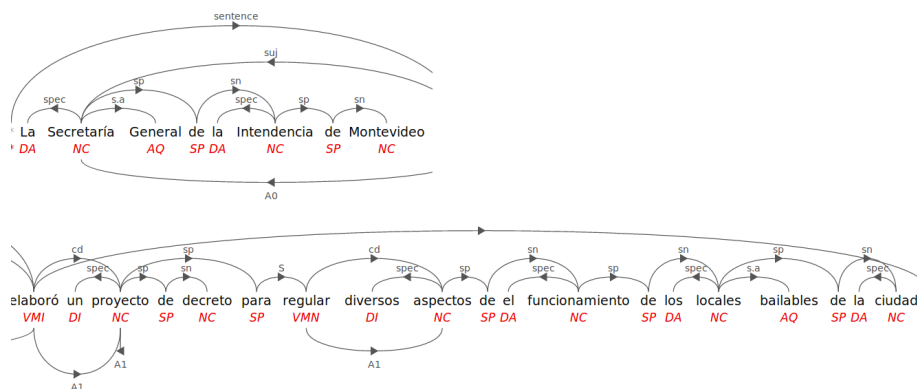 sentence
suj
sp sn
spec s.a spec sp sn
La Secretaría General de la Intendencia de Montevideo
DA NC AQ SP DA NC SP NC
A0
cd sp cd sn sn sp sn
spec sp sn S spec sp spec sp spec s.a spec
elaboró un proyecto de decreto para regular diversos aspectos de el funcionamiento de los locales bailables de la ciudad
VMI DI NC SP NC SP VMN DI NC SP DA NC SP DA NC AQ SP DA NC
A1 A1
A1